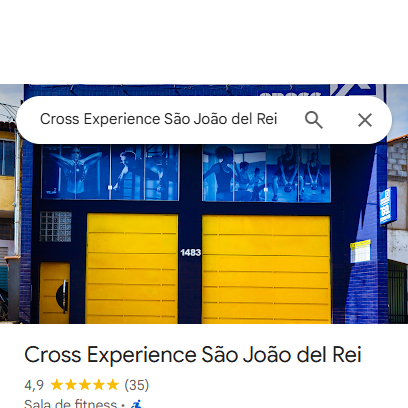 CROSS
Cross Experience São João del Rei
1483
Cross Experience São João del Rei
4,9 (35)
Sala de fitness ·